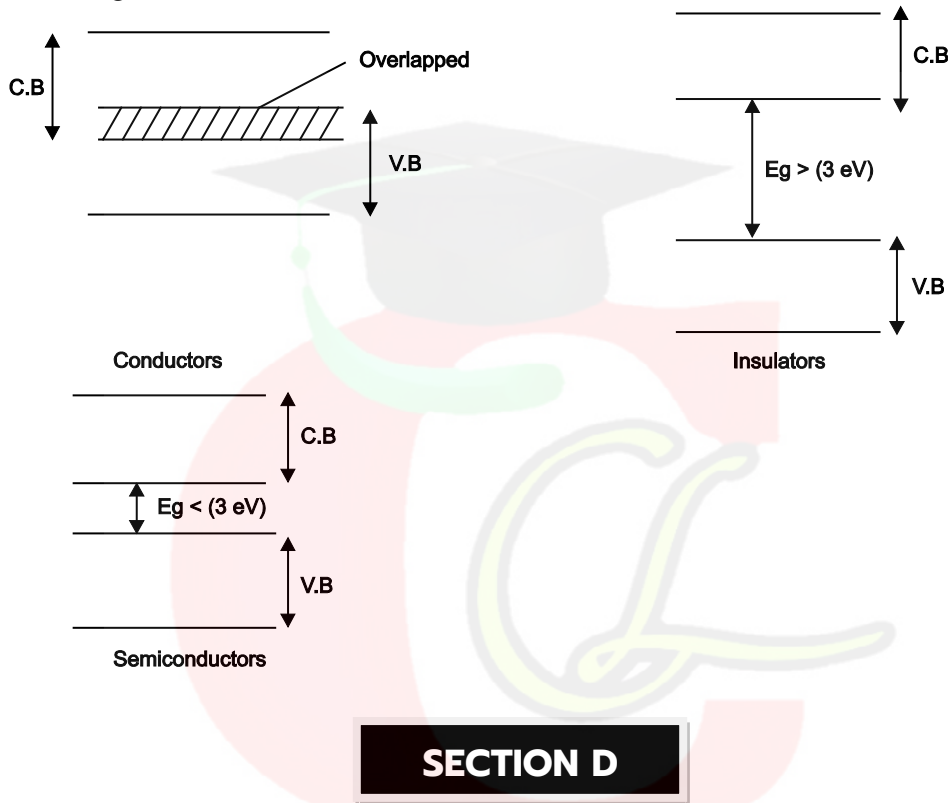 C.B
Overlapped
V.B
Conductors
C.B
Eg > (3 eV)
V.B
Insulators
C.B
Eg < (3 eV)
V.B
Semiconductors
SECTION D